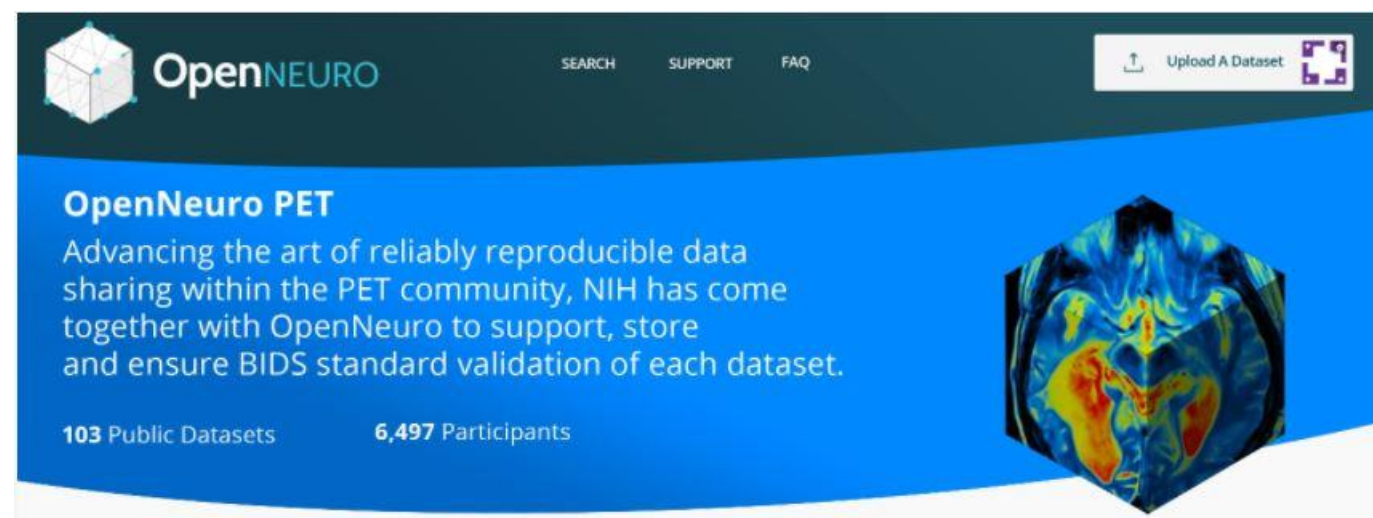 OpenNEURO
SEARCH SUPPORT FAQ
Upload A Dataset
OpenNeuro PET
Advancing the art of reliably reproducible data
sharing within the PET community, NIH has come
together with OpenNeuro to support, store
and ensure BIDS standard validation of each dataset.
103 Public Datasets 6,497 Participants